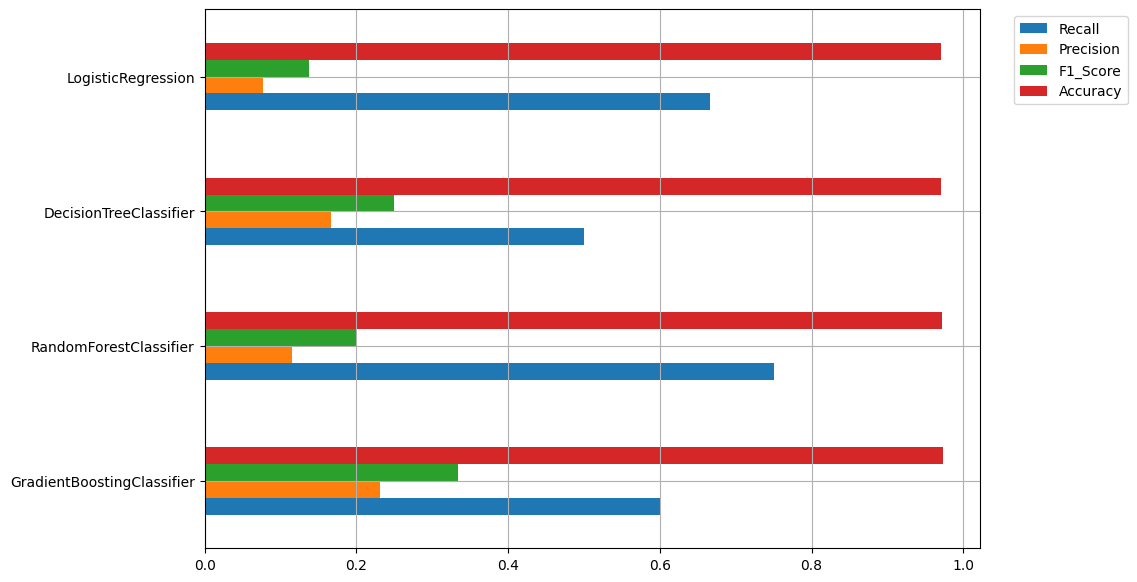 LogisticRegression
DecisionTreeClassifier
RandomForestClassifier
GradientBoostingClassifier
0.0 0.2 0.4 0.6 0.8 1.0
Recall
Precision
F1_Score
Accuracy